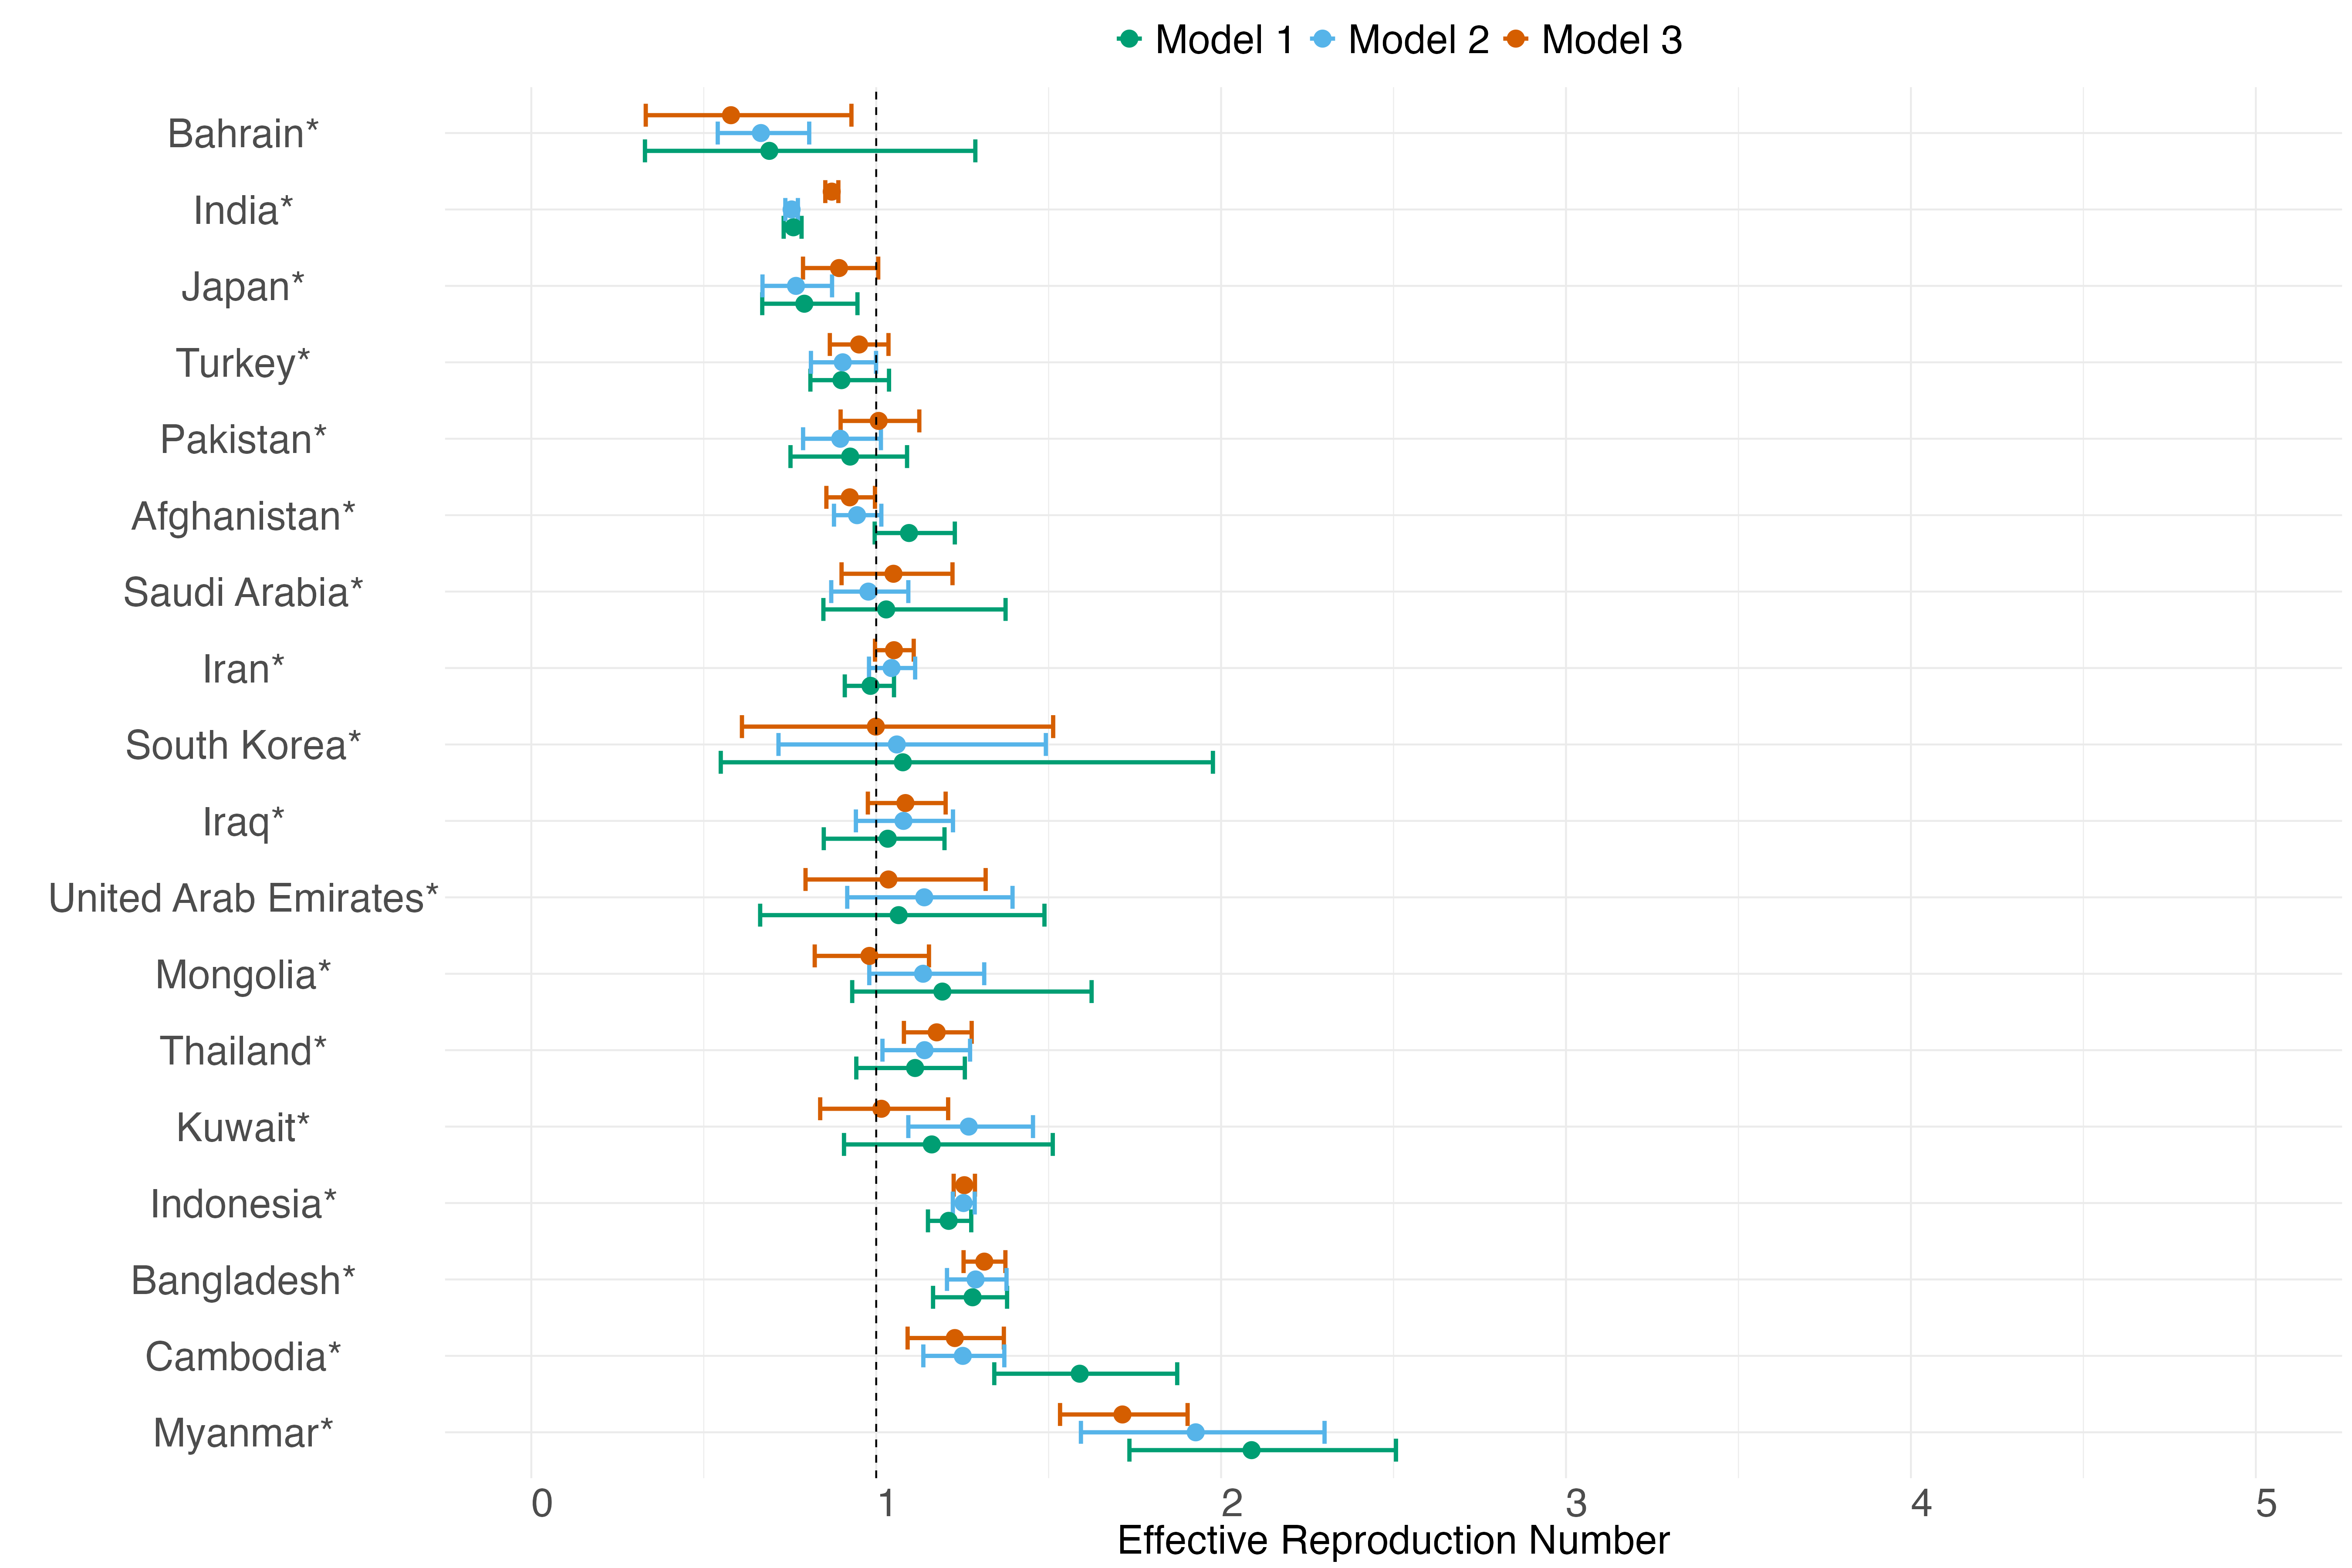 Model 1 Model 2 Model 3
Bahrain*
India*
Japan*
Turkey*
Pakistan*
Afghanistan*
Saudi Arabia*
Iran*
South Korea*
Iraq*
United Arab Emirates*
Mongolia*
Thailand*
Kuwait*
Indonesia*
Bangladesh*
Cambodia*
Myanmar*
0 1 2 3 4 5
Effective Reproduction Number